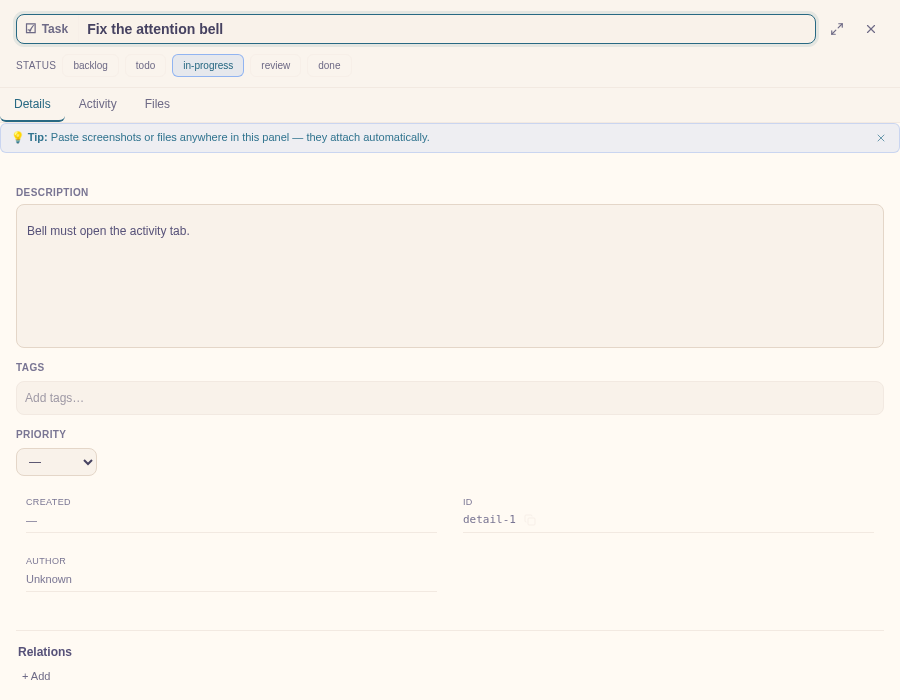 ☑ Task Fix the attention bell
STATUS backlog todo in-progress review done
Details Activity Files
💡 Tip: Paste screenshots or files anywhere in this panel — they attach automatically.
DESCRIPTION
Bell must open the activity tab.
TAGS
Add tags…
PRIORITY
—
CREATED
—
ID
detail-1
AUTHOR
Unknown
Relations
+ Add